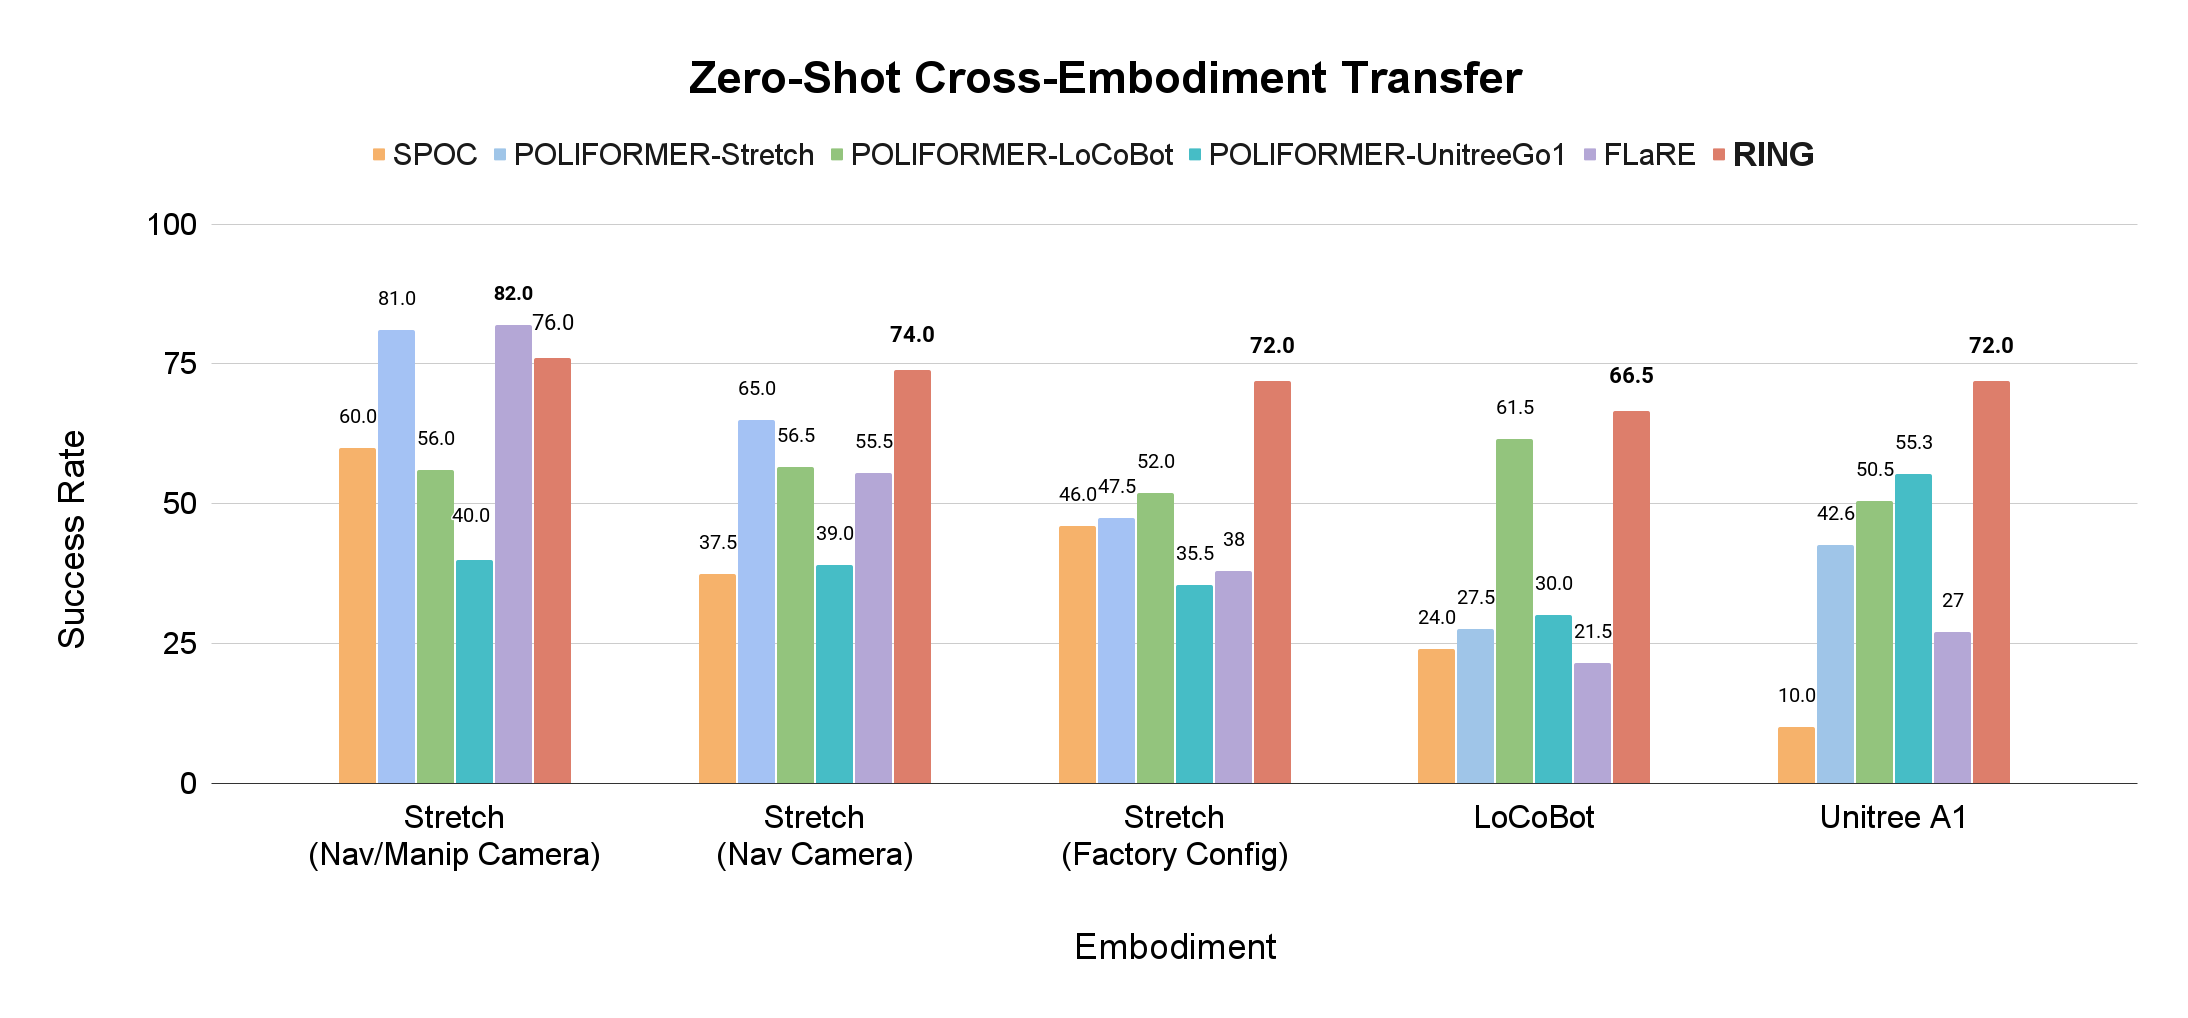 Zero-Shot Cross-Embodiment Transfer
SPOC POLIFORMER-Stretch POLIFORMER-LoCoBot POLIFORMER-UnitreeGo1 FLaRE RING
Success Rate
100
75
50
25
0
60.0 81.0 56.0 40.0 82.0 76.0
37.5 65.0 56.5 39.0 55.5 74.0
46.0 47.5 52.0 35.5 38 72.0
24.0 27.5 61.5 30.0 21.5 66.5
10.0 42.6 50.5 55.3 27 72.0
Stretch
(Nav/Manip Camera)
Stretch
(Nav Camera)
Stretch
(Factory Config)
LoCoBot
Unitree A1
Embodiment